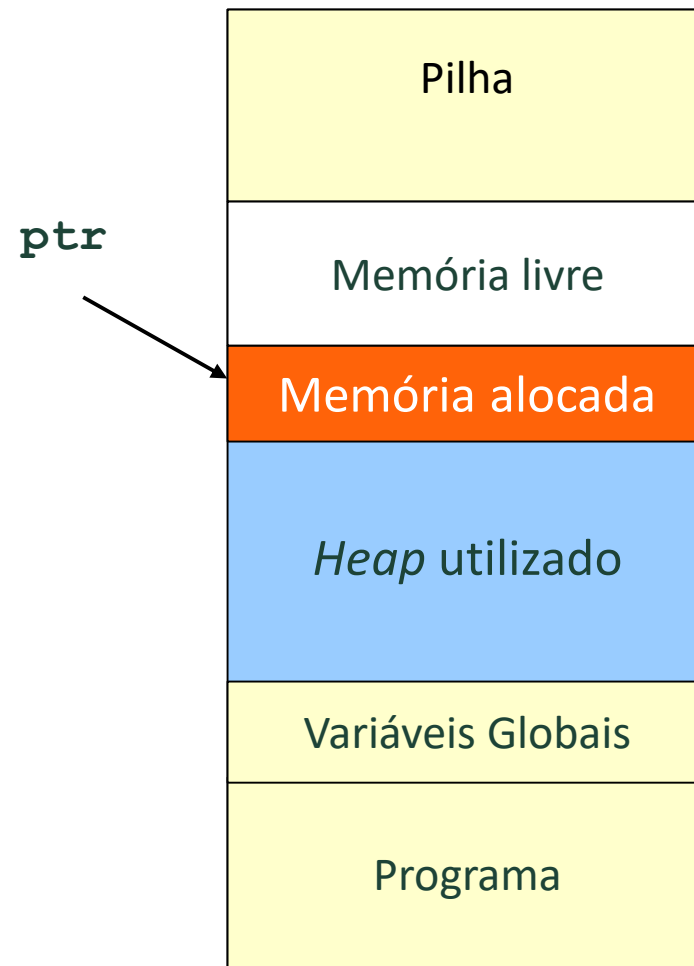 Pilha
ptr
Memória livre
Memória alocada
Heap utilizado
Variáveis Globais
Programa